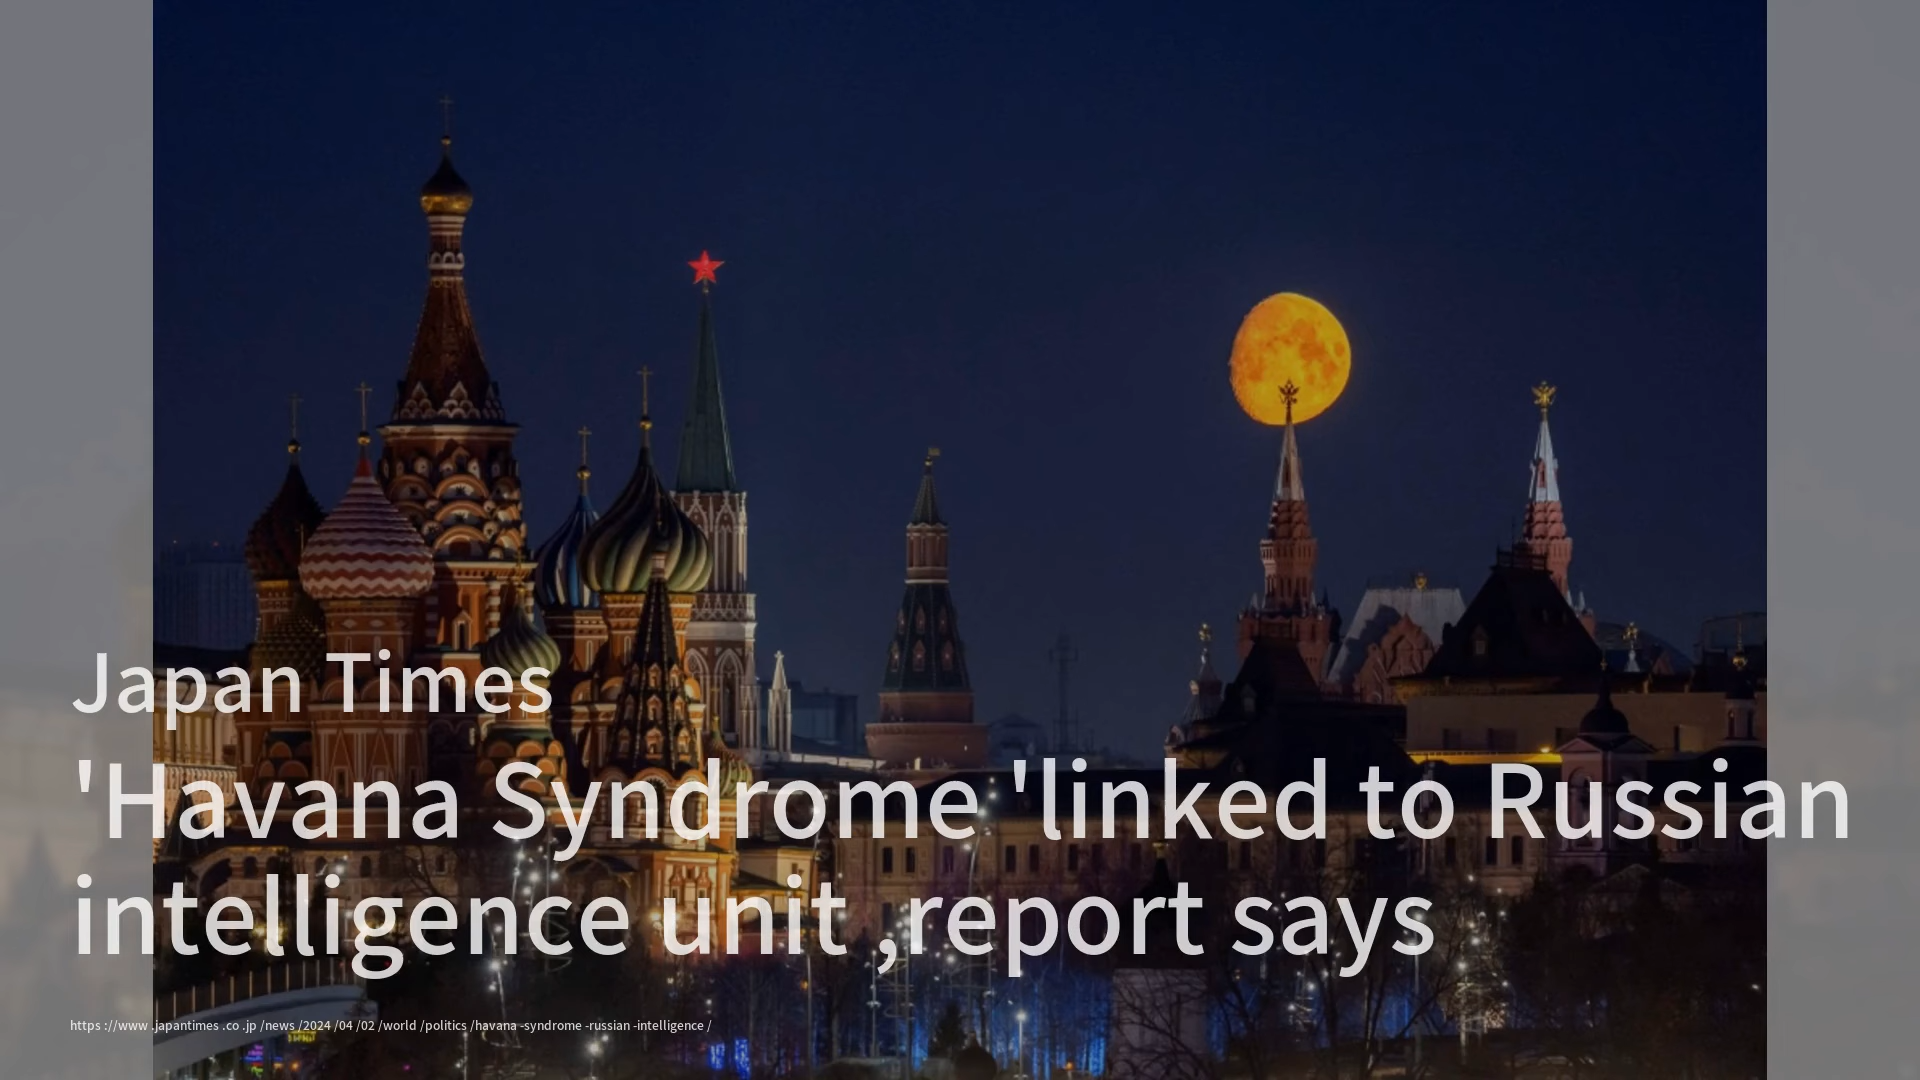 Japan Times
'Havana Syndrome 'linked to Russian
intelligence unit ,report says
https ://www .japantimes .co .jp /news /2024 /04 /02 /world /politics /havana -syndrome -russian -intelligence /